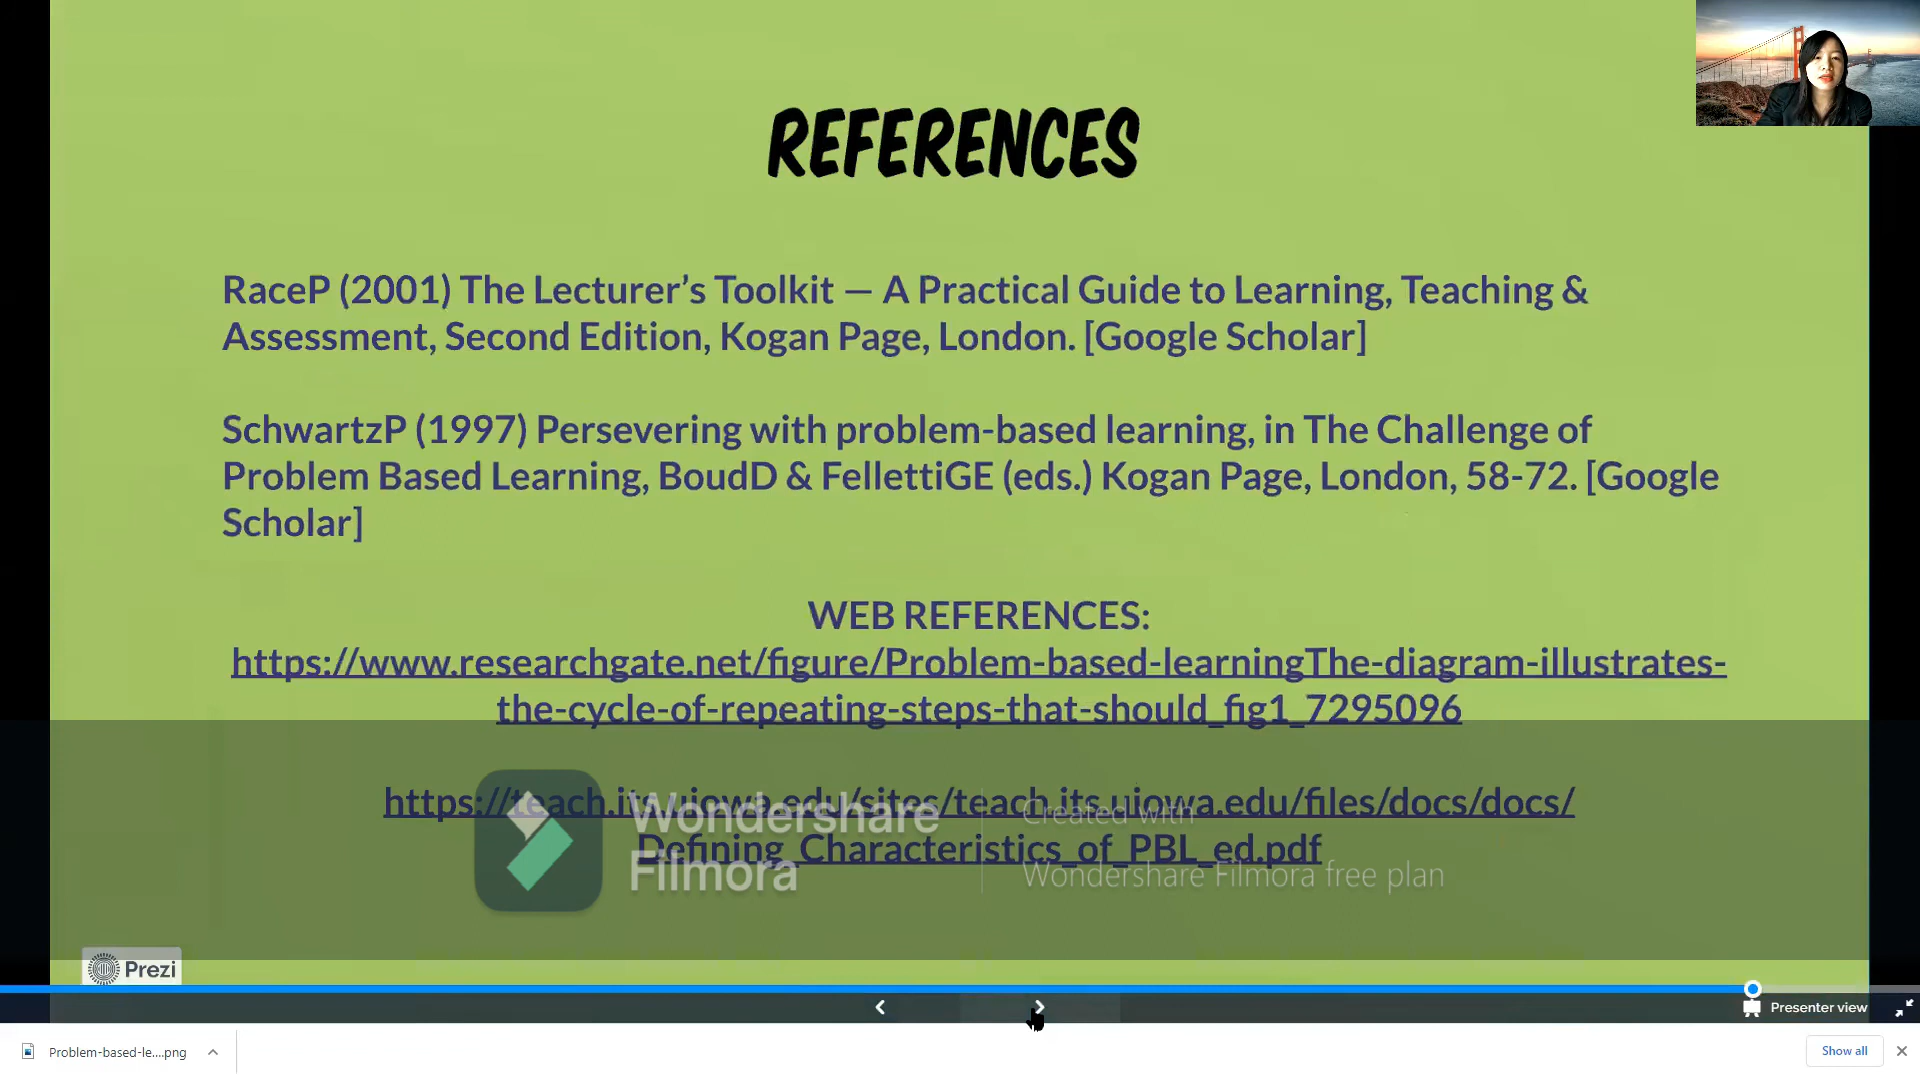 REFERENCES
RaceP (2001) The Lecturer’s Toolkit — A Practical Guide to Learning, Teaching &
Assessment, Second Edition, Kogan Page, London. [Google Scholar]
SchwartzP (1997) Persevering with problem-based learning, in The Challenge of
Problem Based Learning, BoudD & FellettiGE (eds.) Kogan Page, London, 58-72. [Google
Scholar]
WEB REFERENCES:
https://www.researchgate.net/figure/Problem-based-learningThe-diagram-illustrates-
the-cycle-of-repeating-steps-that-should_fig1_7295096
https://teach.its.uiowa.edu/sites/teach.its.uiowa.edu/files/docs/docs/
Defining_Characteristics_of_PBL_ed.pdf
Wondershare
Filmora
Created with
Wondershare Filmora free plan
Prezi
Presenter view
Problem-based-le....png
Show all